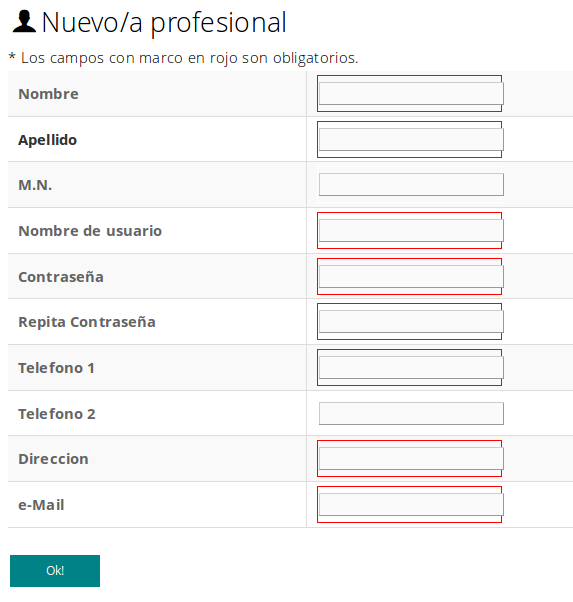 Nuevo/a profesional
* Los campos con marco en rojo son obligatorios.
Nombre
Apellido
M.N.
Nombre de usuario
Contraseña
Repita Contraseña
Telefono 1
Telefono 2
Direccion
e-Mail
Ok!